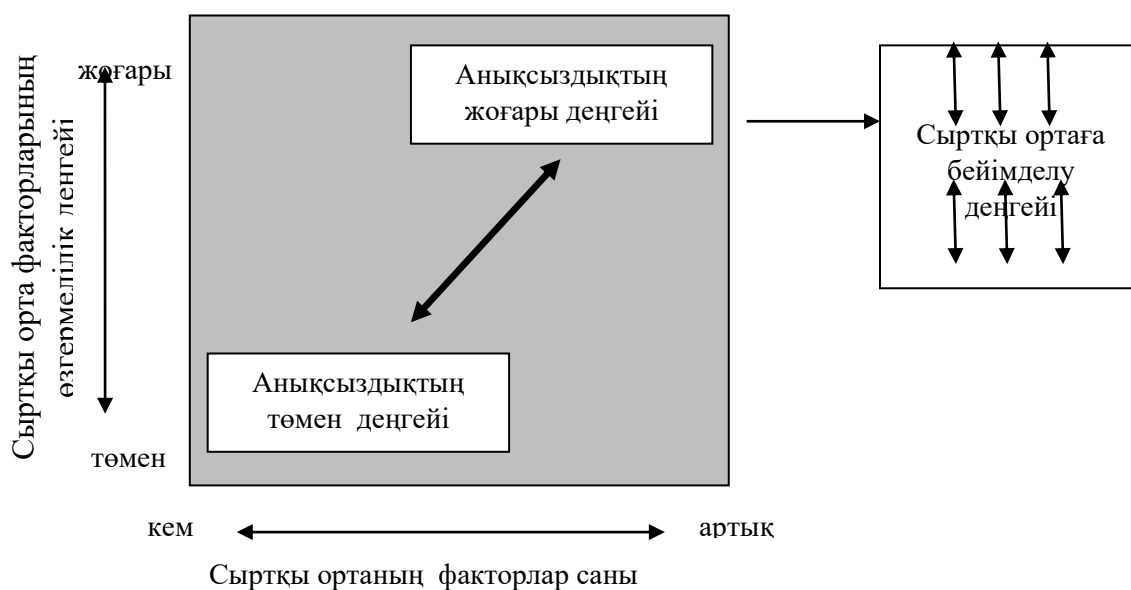 Сыртқы орта факторларының
өзгермелілік деңгейі
жоғары
төмен
Анықсыздықтың
жоғары деңгейі
Анықсыздықтың
төмен деңгейі
Сыртқы ортаға
бейімделу
деңгейі
кем
артық
Сыртқы ортаның факторлар саны